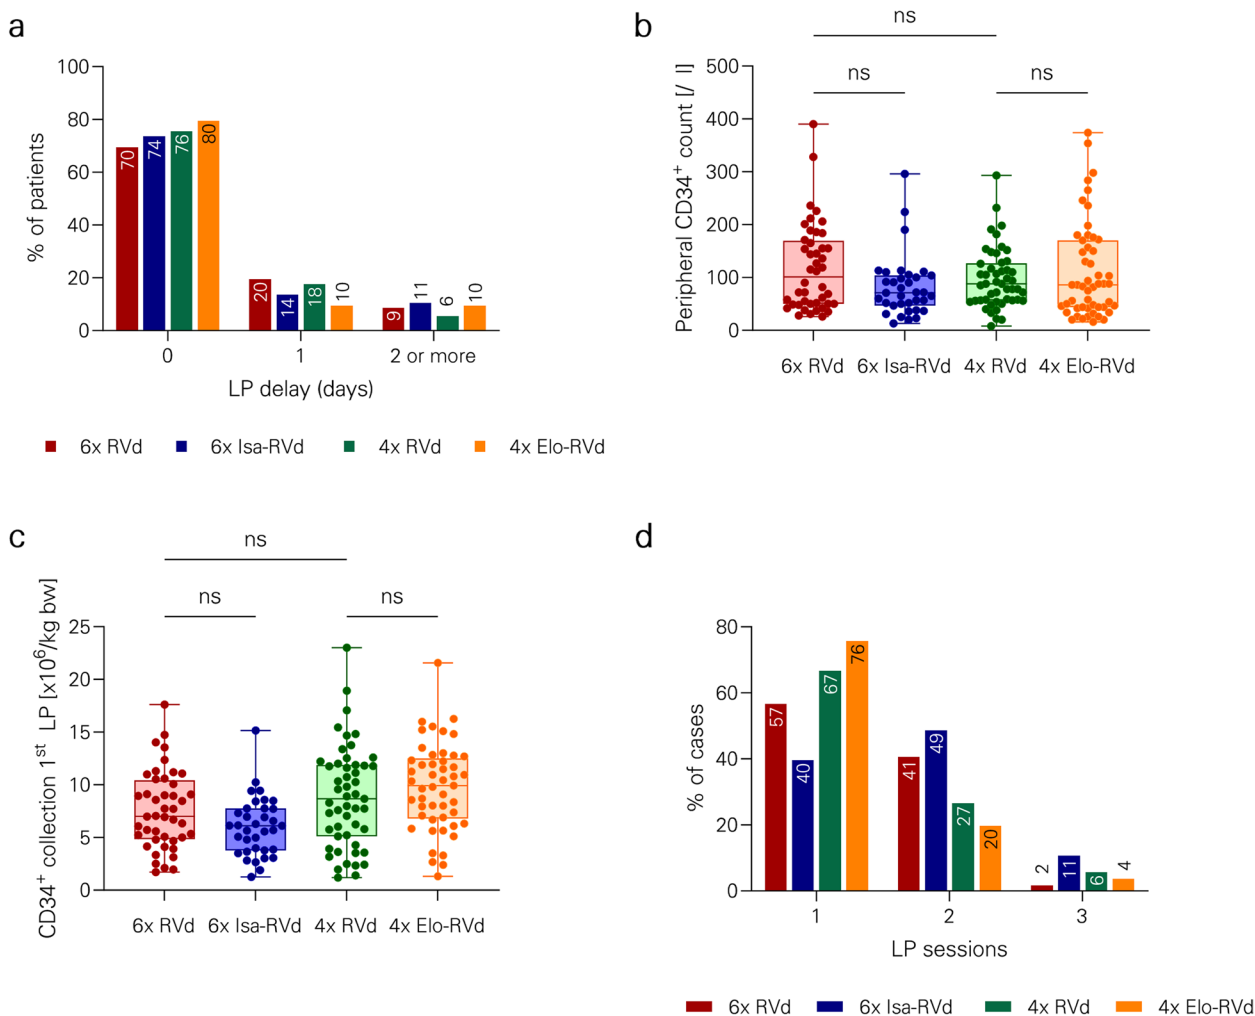 a
100
80
60
40
20
0
% of patients
70
74
76
80
20
14
18
10
9
11
6
10
0
1
2 or more
LP delay (days)
6x RVd
6x Isa-RVd
4x RVd
4x Elo-RVd
b
ns
ns
ns
500
400
300
200
100
0
Peripheral CD34+ count [/ l]
6x RVd
6x Isa-RVd
4x RVd
4x Elo-RVd
c
ns
ns
ns
25
20
15
10
5
0
CD34+ collection 1st LP [x10^6/kg bw]
6x RVd
6x Isa-RVd
4x RVd
4x Elo-RVd
d
80
60
40
20
0
% of cases
57
40
67
76
41
49
27
20
2
11
6
4
1
2
3
LP sessions
6x RVd
6x Isa-RVd
4x RVd
4x Elo-RVd